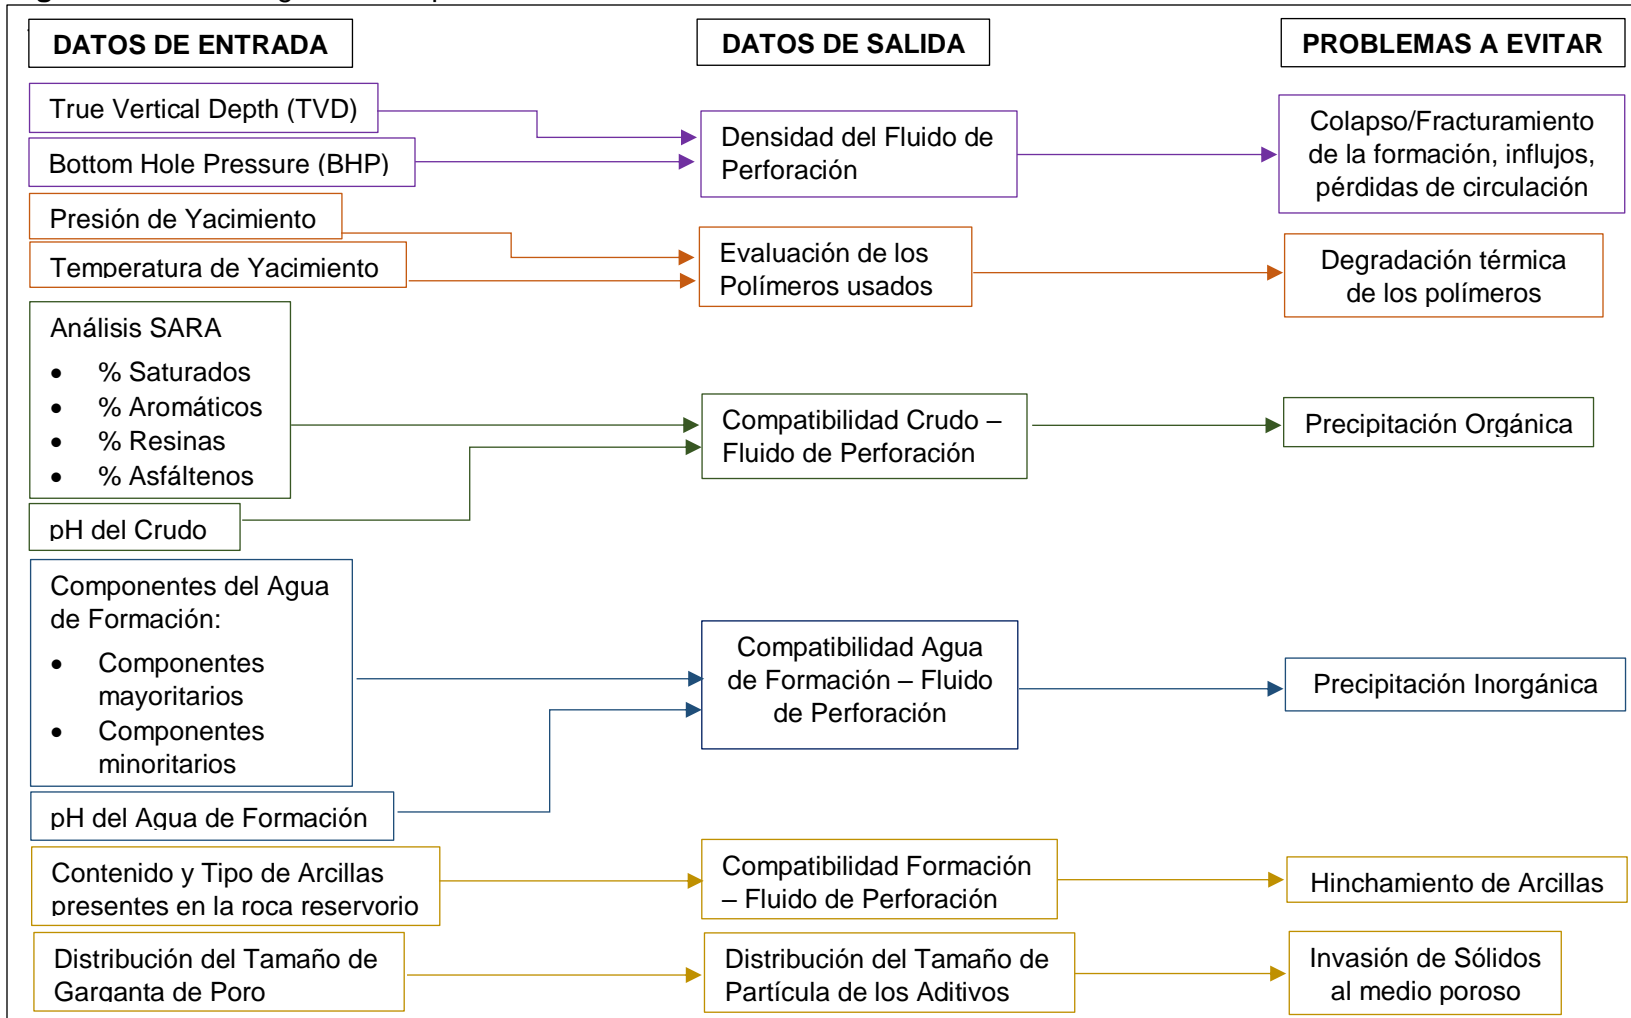 DATOS DE ENTRADA
DATOS DE SALIDA
PROBLEMAS A EVITAR
True Vertical Depth (TVD)
Bottom Hole Pressure (BHP)
Densidad del Fluido de
Perforación
Colapso/Fracturamiento
de la formación, influjos,
pérdidas de circulación
Presión de Yacimiento
Temperatura de Yacimiento
Evaluación de los
Polímeros usados
Degradación térmica
de los polímeros
Análisis SARA
• % Saturados
• % Aromáticos
• % Resinas
• % Asfáltenos
pH del Crudo
Compatibilidad Crudo –
Fluido de Perforación
Precipitación Orgánica
Componentes del Agua
de Formación:
• Componentes
mayoritarios
• Componentes
minoritarios
pH del Agua de Formación
Compatibilidad Agua
de Formación – Fluido
de Perforación
Precipitación Inorgánica
Contenido y Tipo de Arcillas
presentes en la roca reservorio
Compatibilidad Formación
– Fluido de Perforación
Hinchamiento de Arcillas
Distribución del Tamaño de
Garganta de Poro
Distribución del Tamaño de
Partícula de los Aditivos
Invasión de Sólidos
al medio poroso